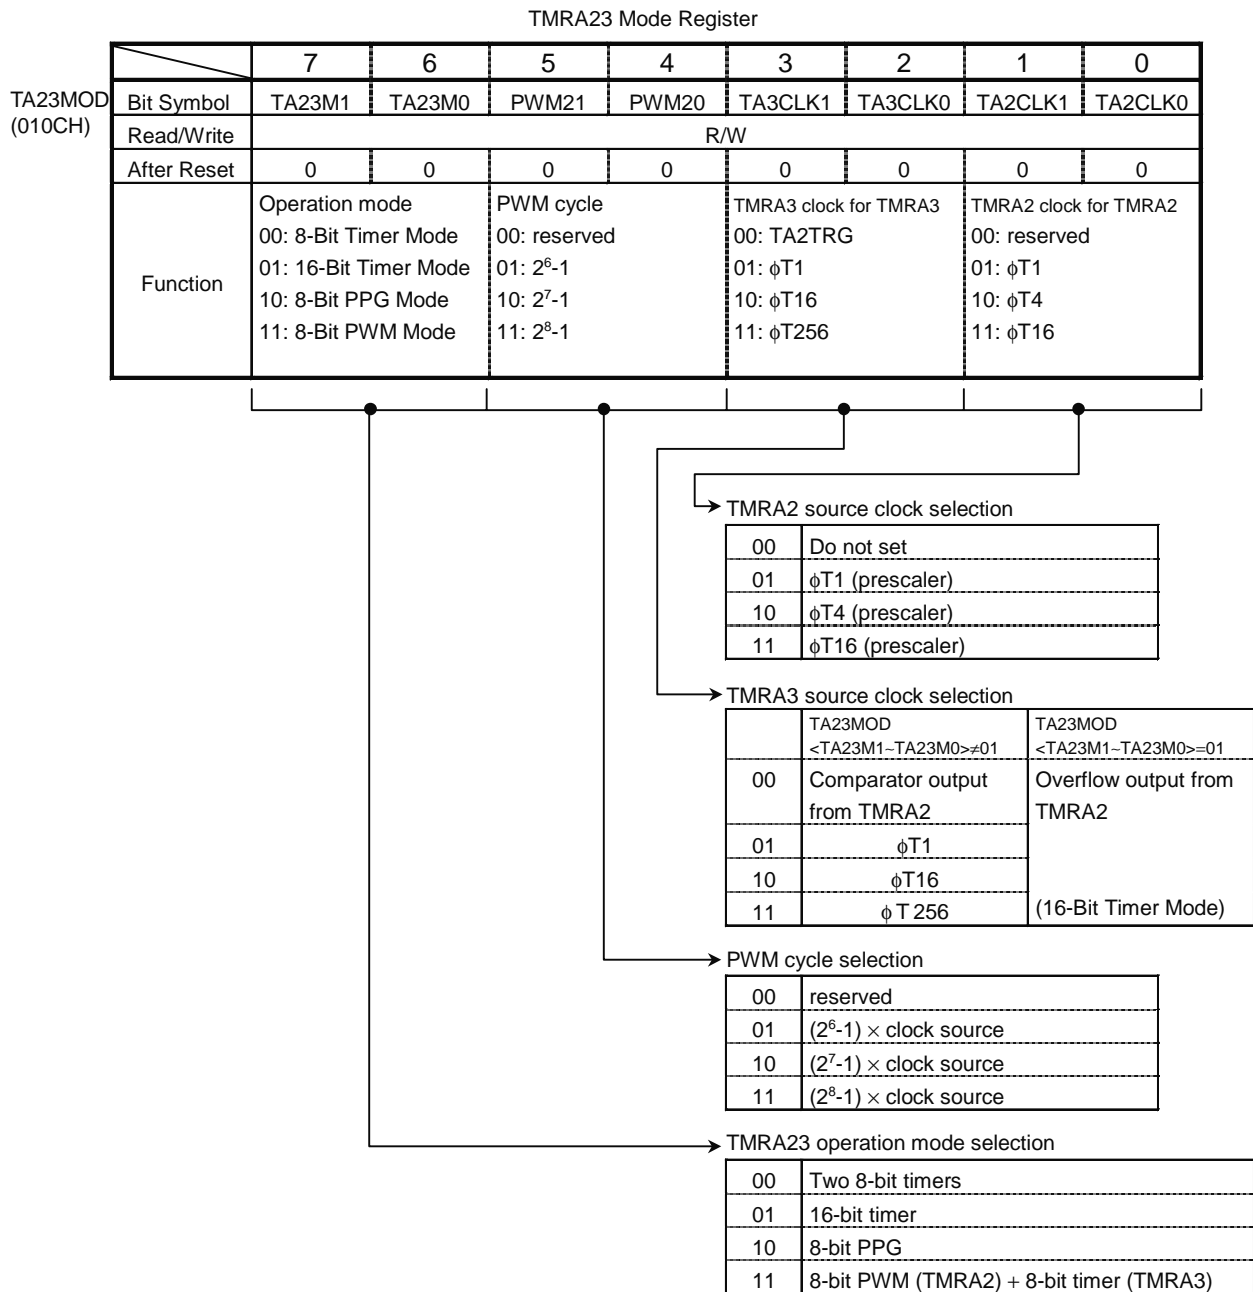 TMRA23 Mode Register
7 6 5 4 3 2 1 0
TA23MOD
(010CH)
Bit Symbol TA23M1 TA23M0 PWM21 PWM20 TA3CLK1 TA3CLK0 TA2CLK1 TA2CLK0
Read/Write R/W
After Reset 0 0 0 0 0 0 0 0
Function
Operation mode
00: 8-Bit Timer Mode
01: 16-Bit Timer Mode
10: 8-Bit PPG Mode
11: 8-Bit PWM Mode
PWM cycle
00: reserved
01: 2⁶-1
10: 2⁷-1
11: 2⁸-1
TMRA3 clock for TMRA3
00: TA2TRG
01: ϕT1
10: ϕT16
11: ϕT256
TMRA2 clock for TMRA2
00: reserved
01: ϕT1
10: ϕT4
11: ϕT16
TMRA2 source clock selection
00 Do not set
01 ϕT1 (prescaler)
10 ϕT4 (prescaler)
11 ϕT16 (prescaler)
TMRA3 source clock selection
TA23MOD
<TA23M1~TA23M0>≠01
TA23MOD
<TA23M1~TA23M0>=01
00 Comparator output
from TMRA2
01 ϕT1
10 ϕT16
11 ϕT256
Overflow output from
TMRA2
(16-Bit Timer Mode)
PWM cycle selection
00 reserved
01 (2⁶-1) × clock source
10 (2⁷-1) × clock source
11 (2⁸-1) × clock source
TMRA23 operation mode selection
00 Two 8-bit timers
01 16-bit timer
10 8-bit PPG
11 8-bit PWM (TMRA2) + 8-bit timer (TMRA3)